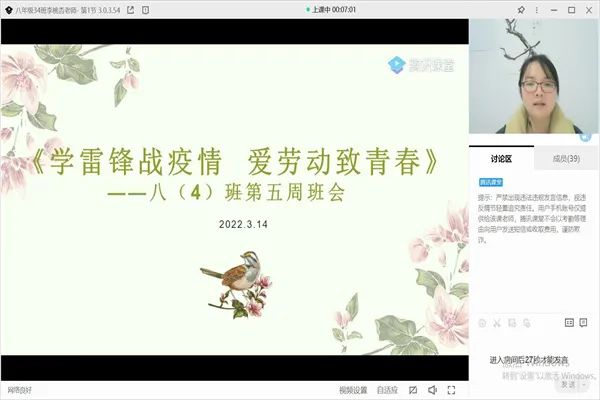 八年级34班李桃杏老师- 第1节 3.0.3.54
上课中 00:07:01
腾讯课堂
《学雷锋战疫情 爱劳动致青春》
——八（4）班第五周班会
2022.3.14
讨论区
成员(39)
腾讯课堂
提示：严禁出现违法违规发言信息，视违
反情节轻重追究责任。用户手机账号仅提
供给该课老师，腾讯课堂不会以考勤等理
由向用户发送短信或收取费用，谨防欺
诈。
进入房间后27秒才能发言
激活 Windows
转到"设置"以激活 Windows。
发送
网络良好
视频设置
自适应